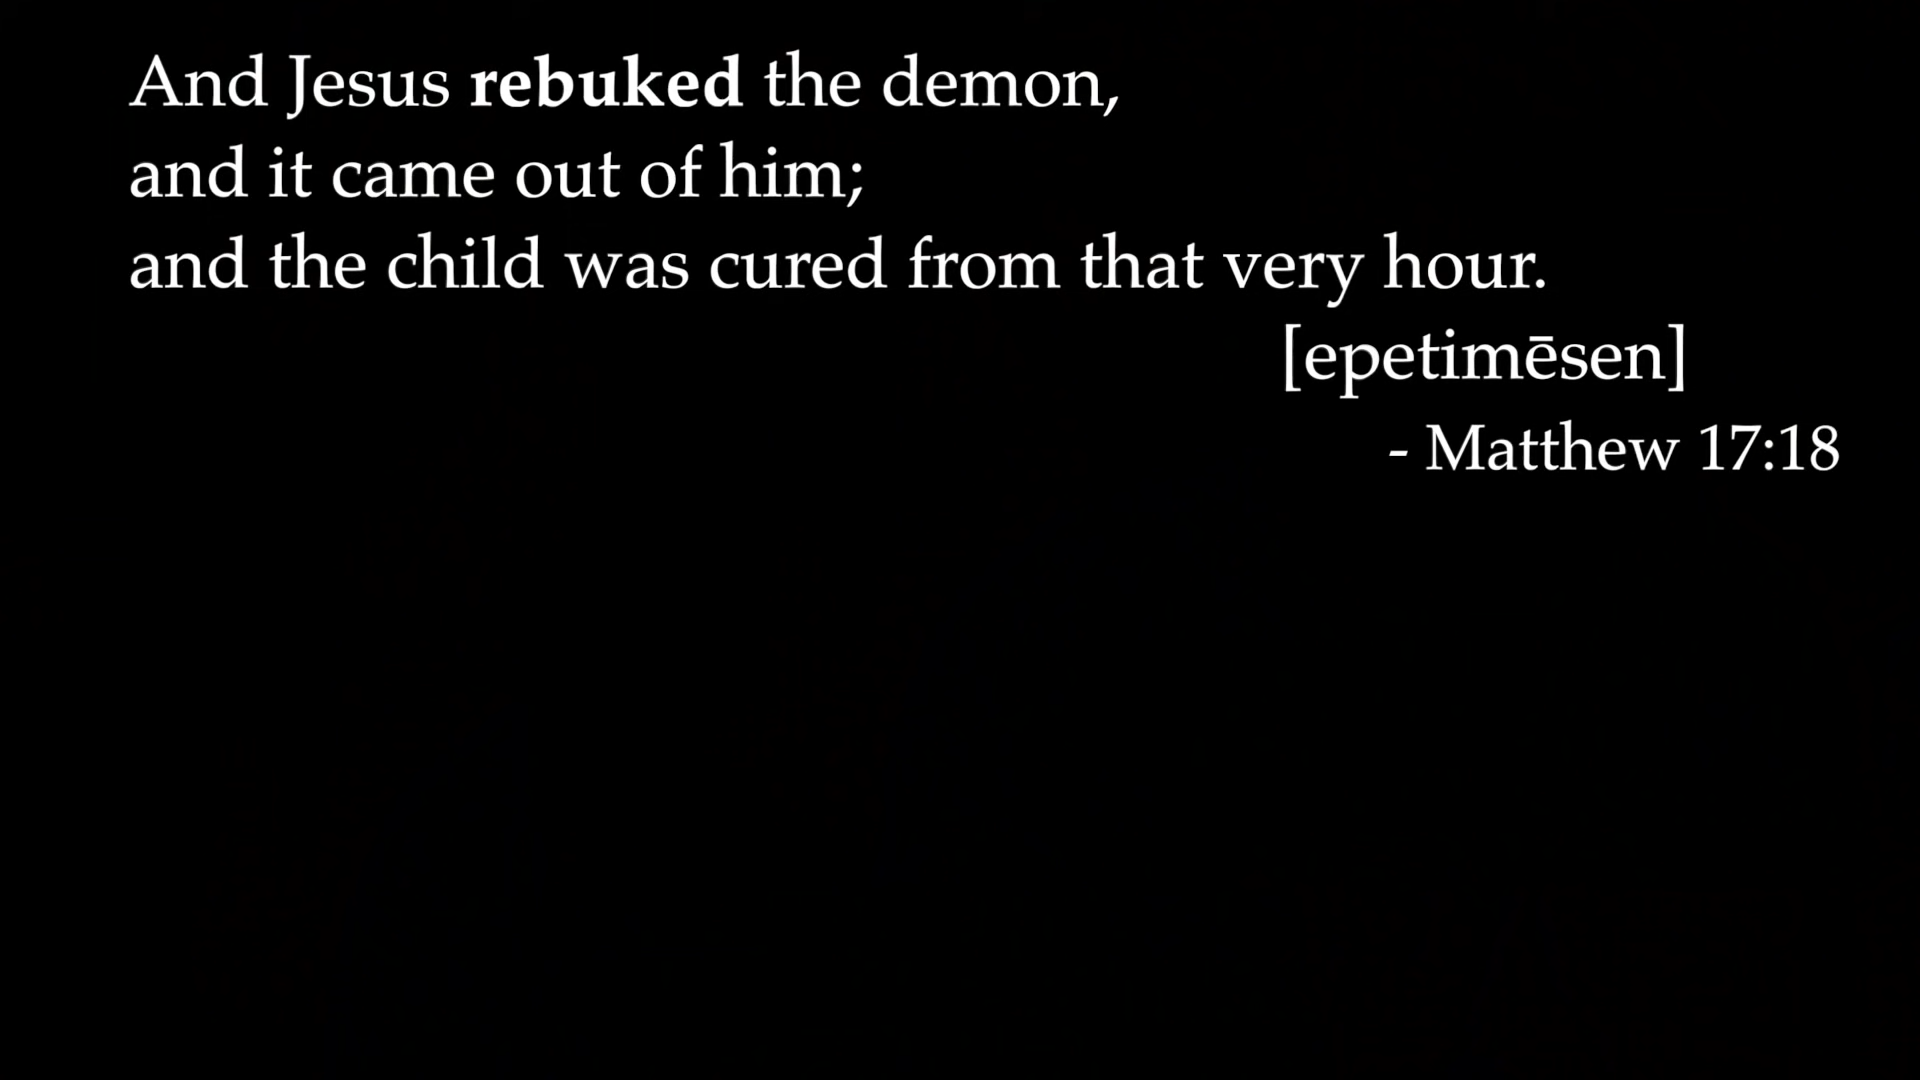 And Jesus rebuked the demon,
and it came out of him;
and the child was cured from that very hour.
[epetimēsen]
- Matthew 17:18